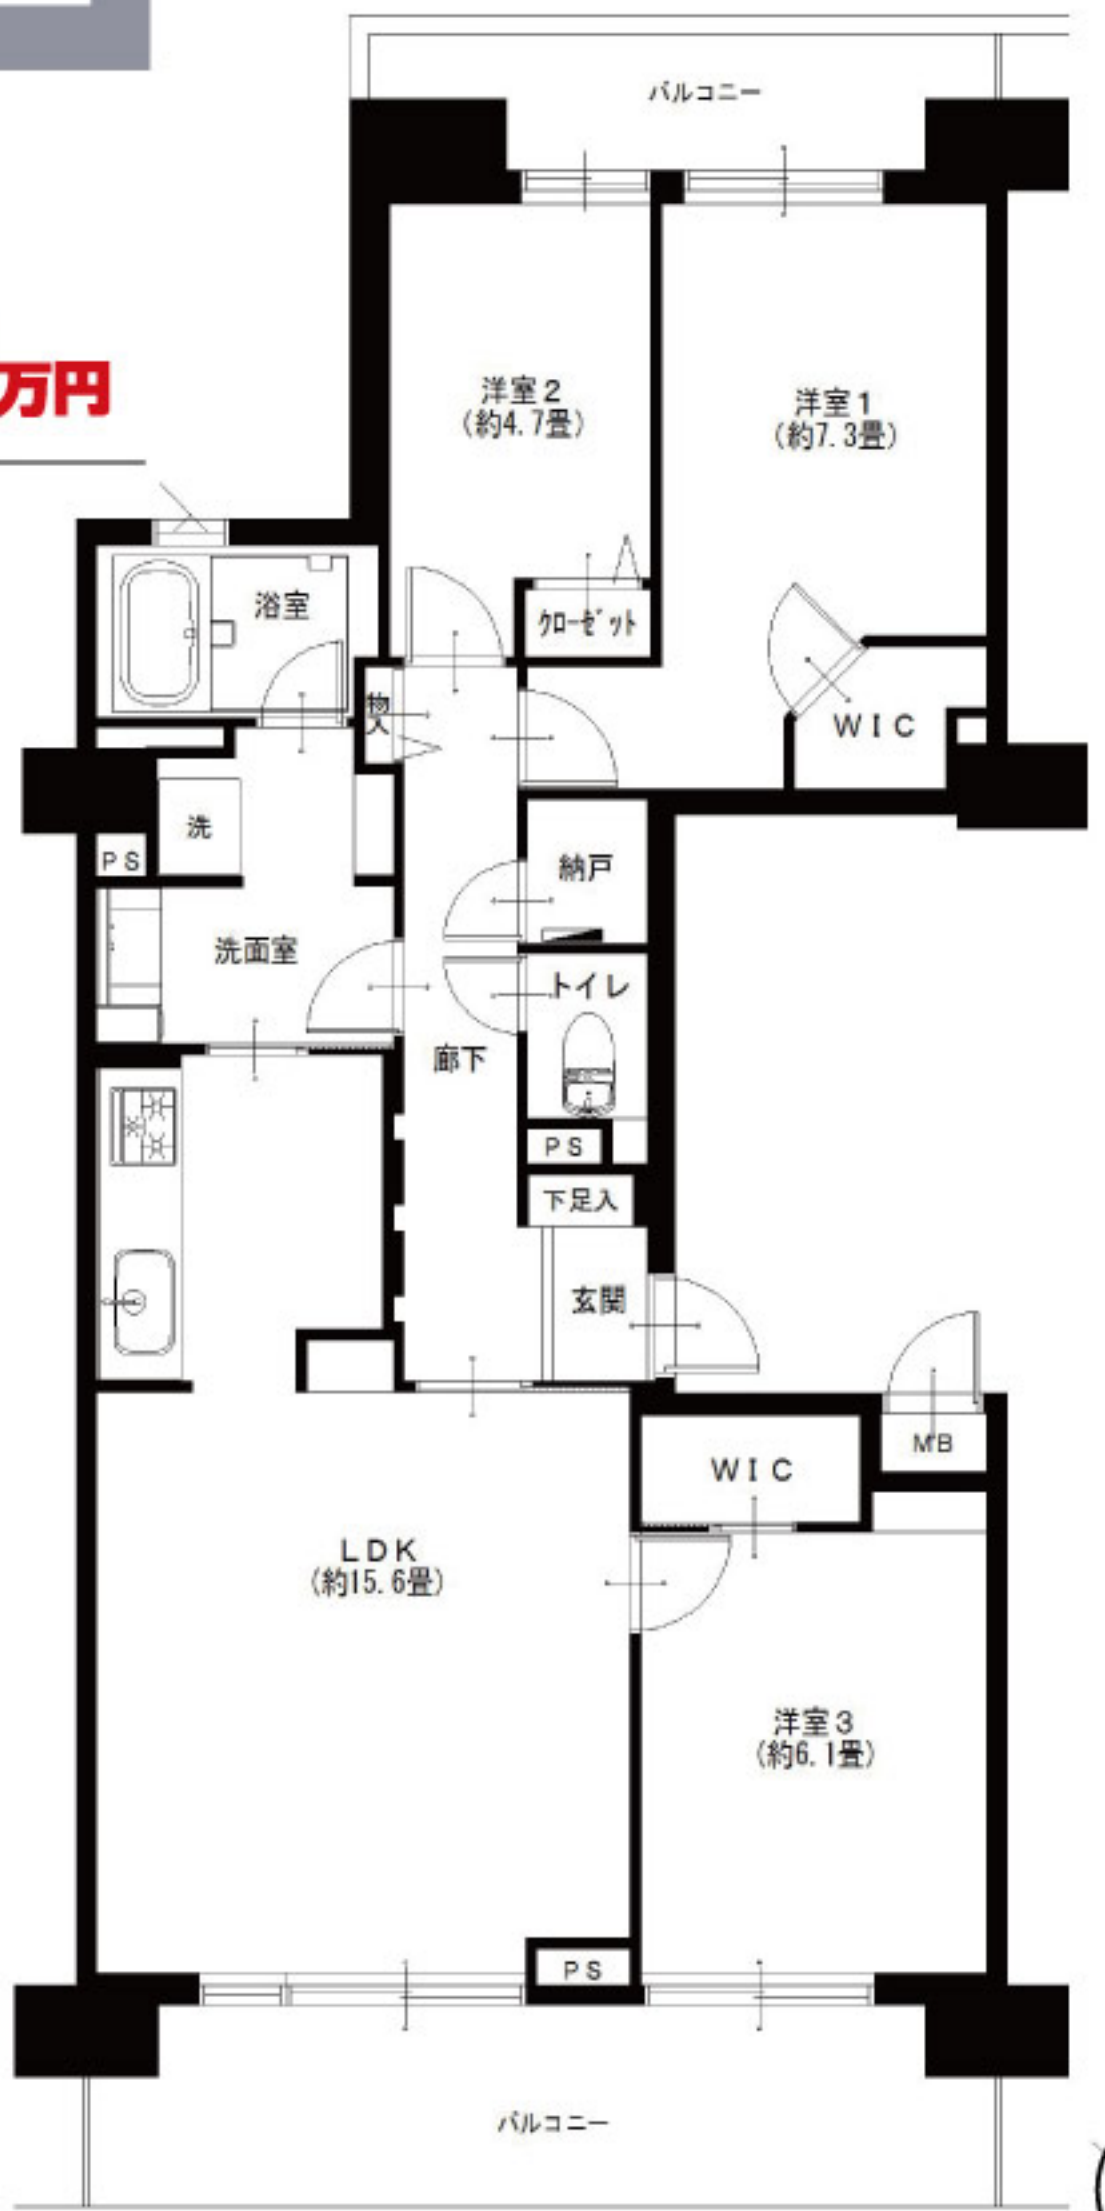 バルコニー
万円
洋室2
(約4.7畳)
洋室1
(約7.3畳)
浴室
クローゼット
物入
WIC
洗
PS
納戸
洗面室
トイレ
廊下
PS
下足入
玄関
MB
WIC
LDK
(約15.6畳)
洋室3
(約6.1畳)
PS
バルコニー